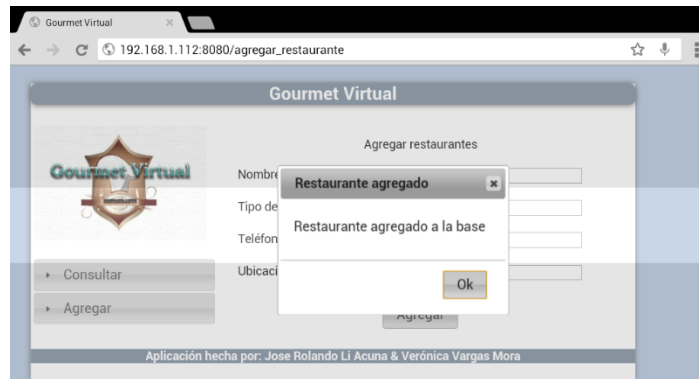 Gourmet Virtual
192.168.1.112:8080/agregar_restaurante
Gourmet Virtual
Gourmet Virtual
Agregar restaurantes
Nombre
Tipo de
Teléfon
Ubicaci
Restaurante agregado
Restaurante agregado a la base
Ok
Agregar
Consultar
Agregar
Aplicación hecha por: Jose Rolando Li Acuna & Verónica Vargas Mora